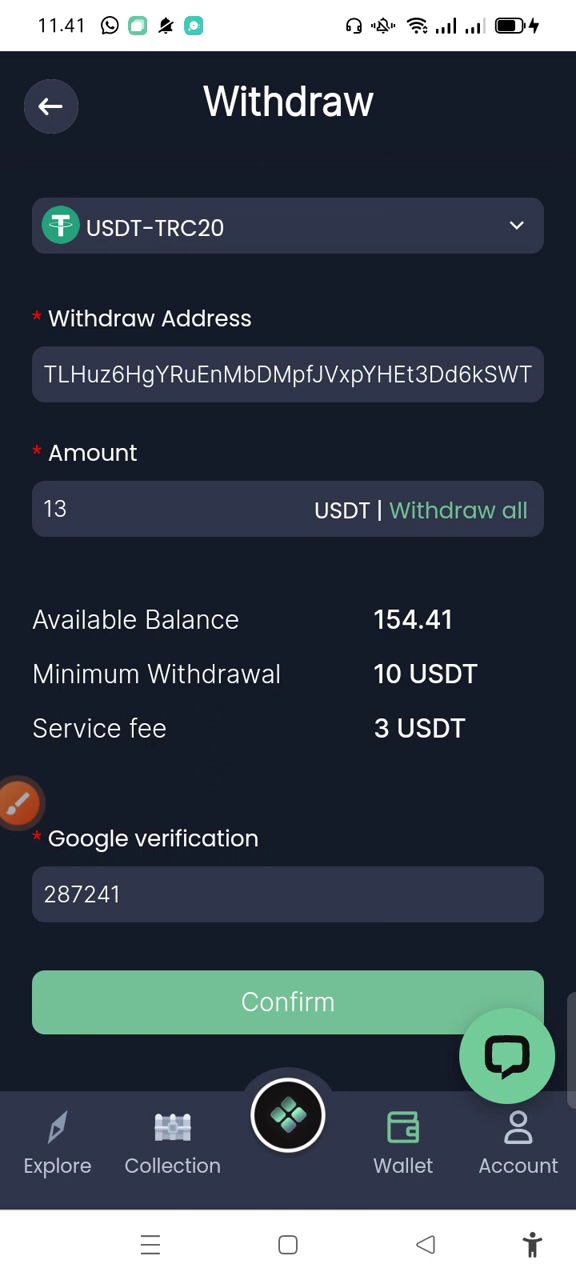 11.41
Withdraw
USDT-TRC20
* Withdraw Address
TLHuz6HgYRuEnMbDMpfJVxpYHEt3Dd6kSWT
* Amount
13 USDT | Withdraw all
Available Balance 154.41
Minimum Withdrawal 10 USDT
Service fee 3 USDT
* Google verification
287241
Confirm
Explore Collection Wallet Account